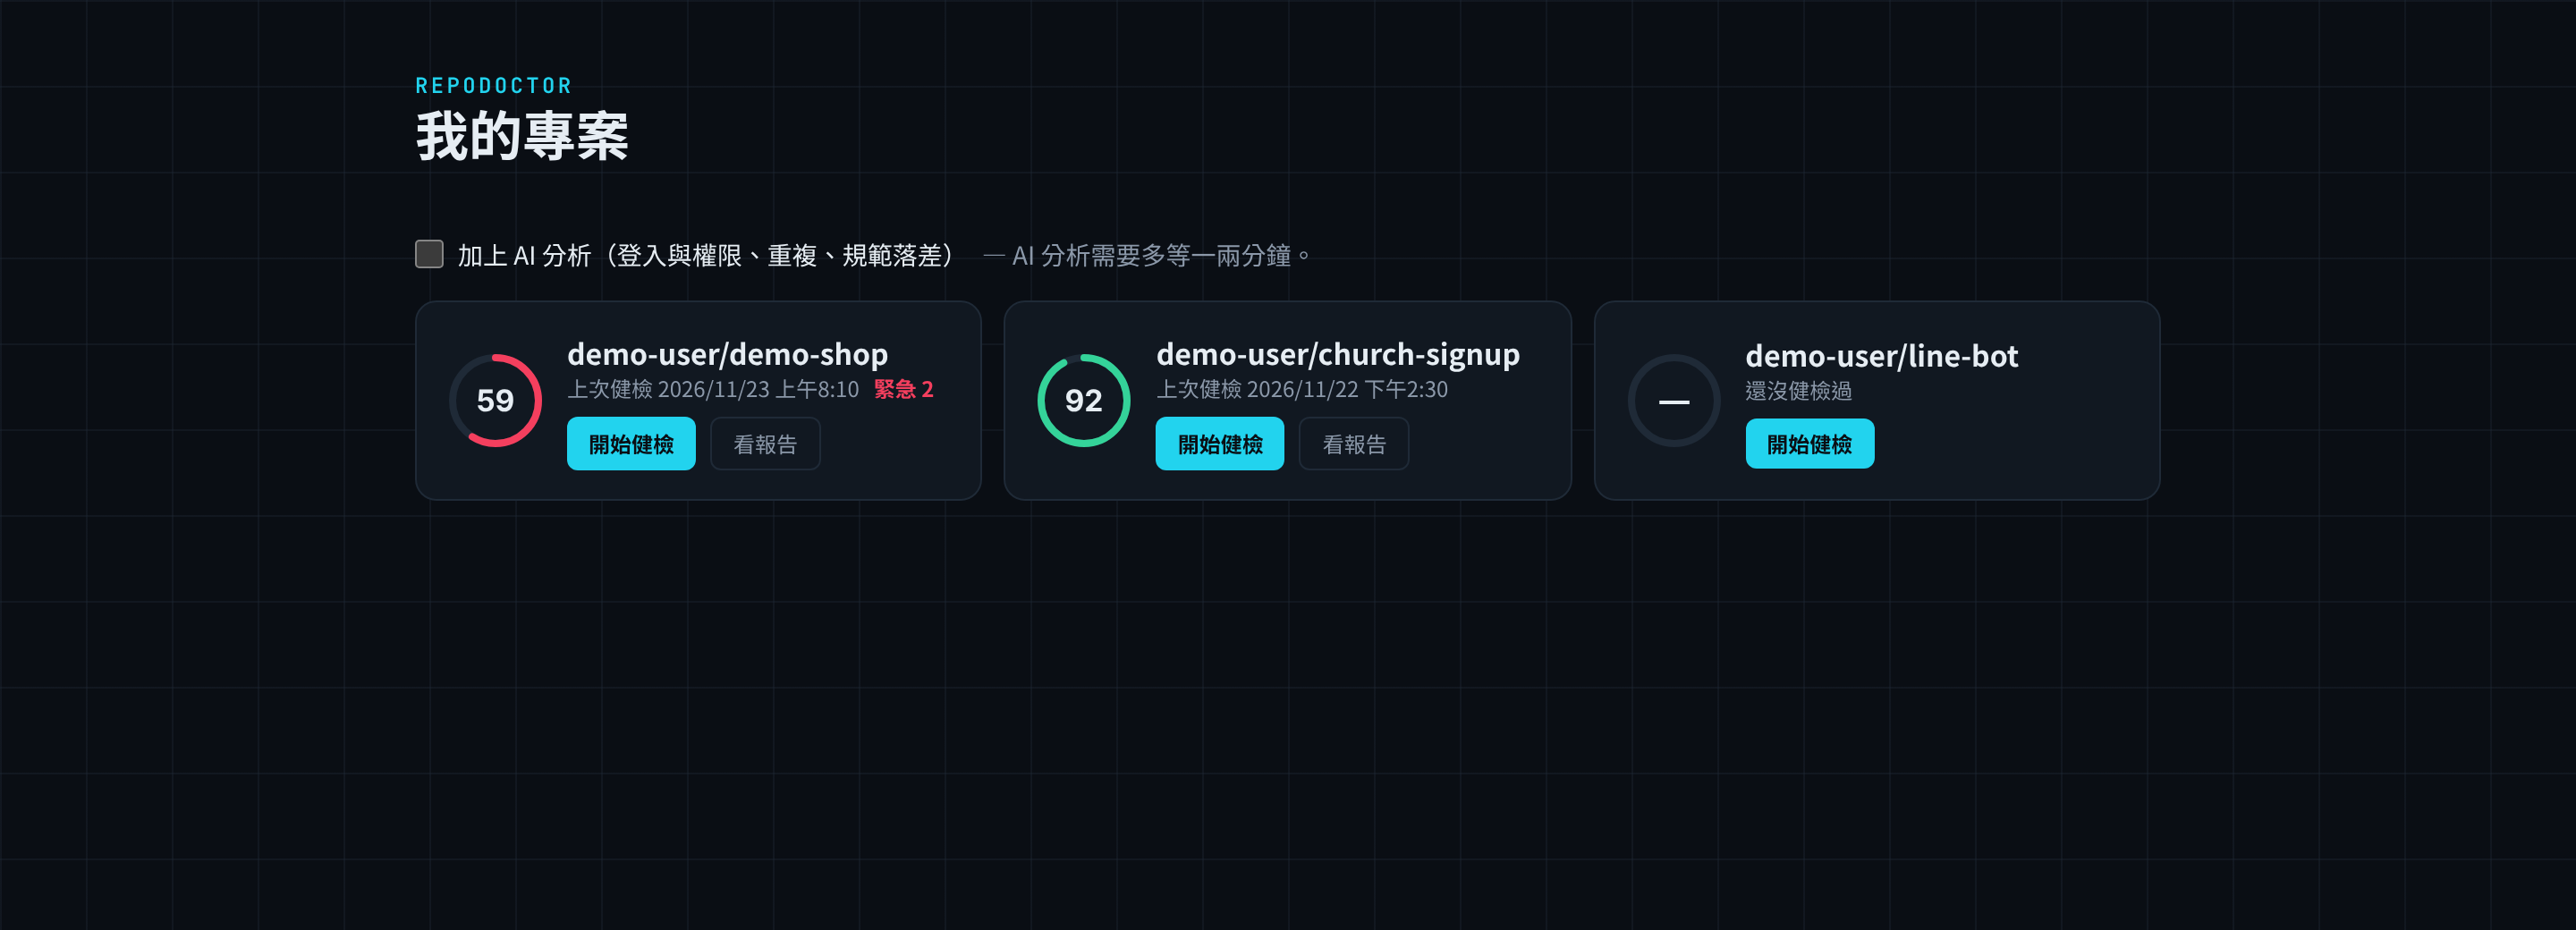 REPODOCTOR
我的專案
加上 AI 分析（登入與權限、重複、規範落差） — AI 分析需要多等一兩分鐘。
59
demo-user/demo-shop
上次健檢 2026/11/23 上午8:10 緊急 2
開始健檢 看報告
92
demo-user/church-signup
上次健檢 2026/11/22 下午2:30
開始健檢 看報告
—
demo-user/line-bot
還沒健檢過
開始健檢